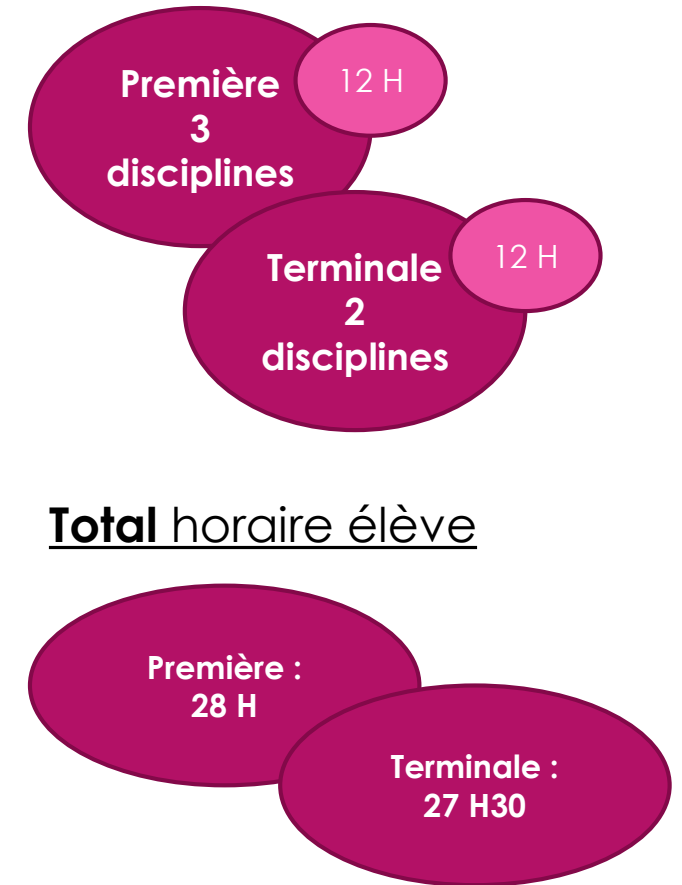 Première
3
disciplines
12 H
Terminale
2
disciplines
12 H
Total horaire élève
Première :
28 H
Terminale :
27 H30